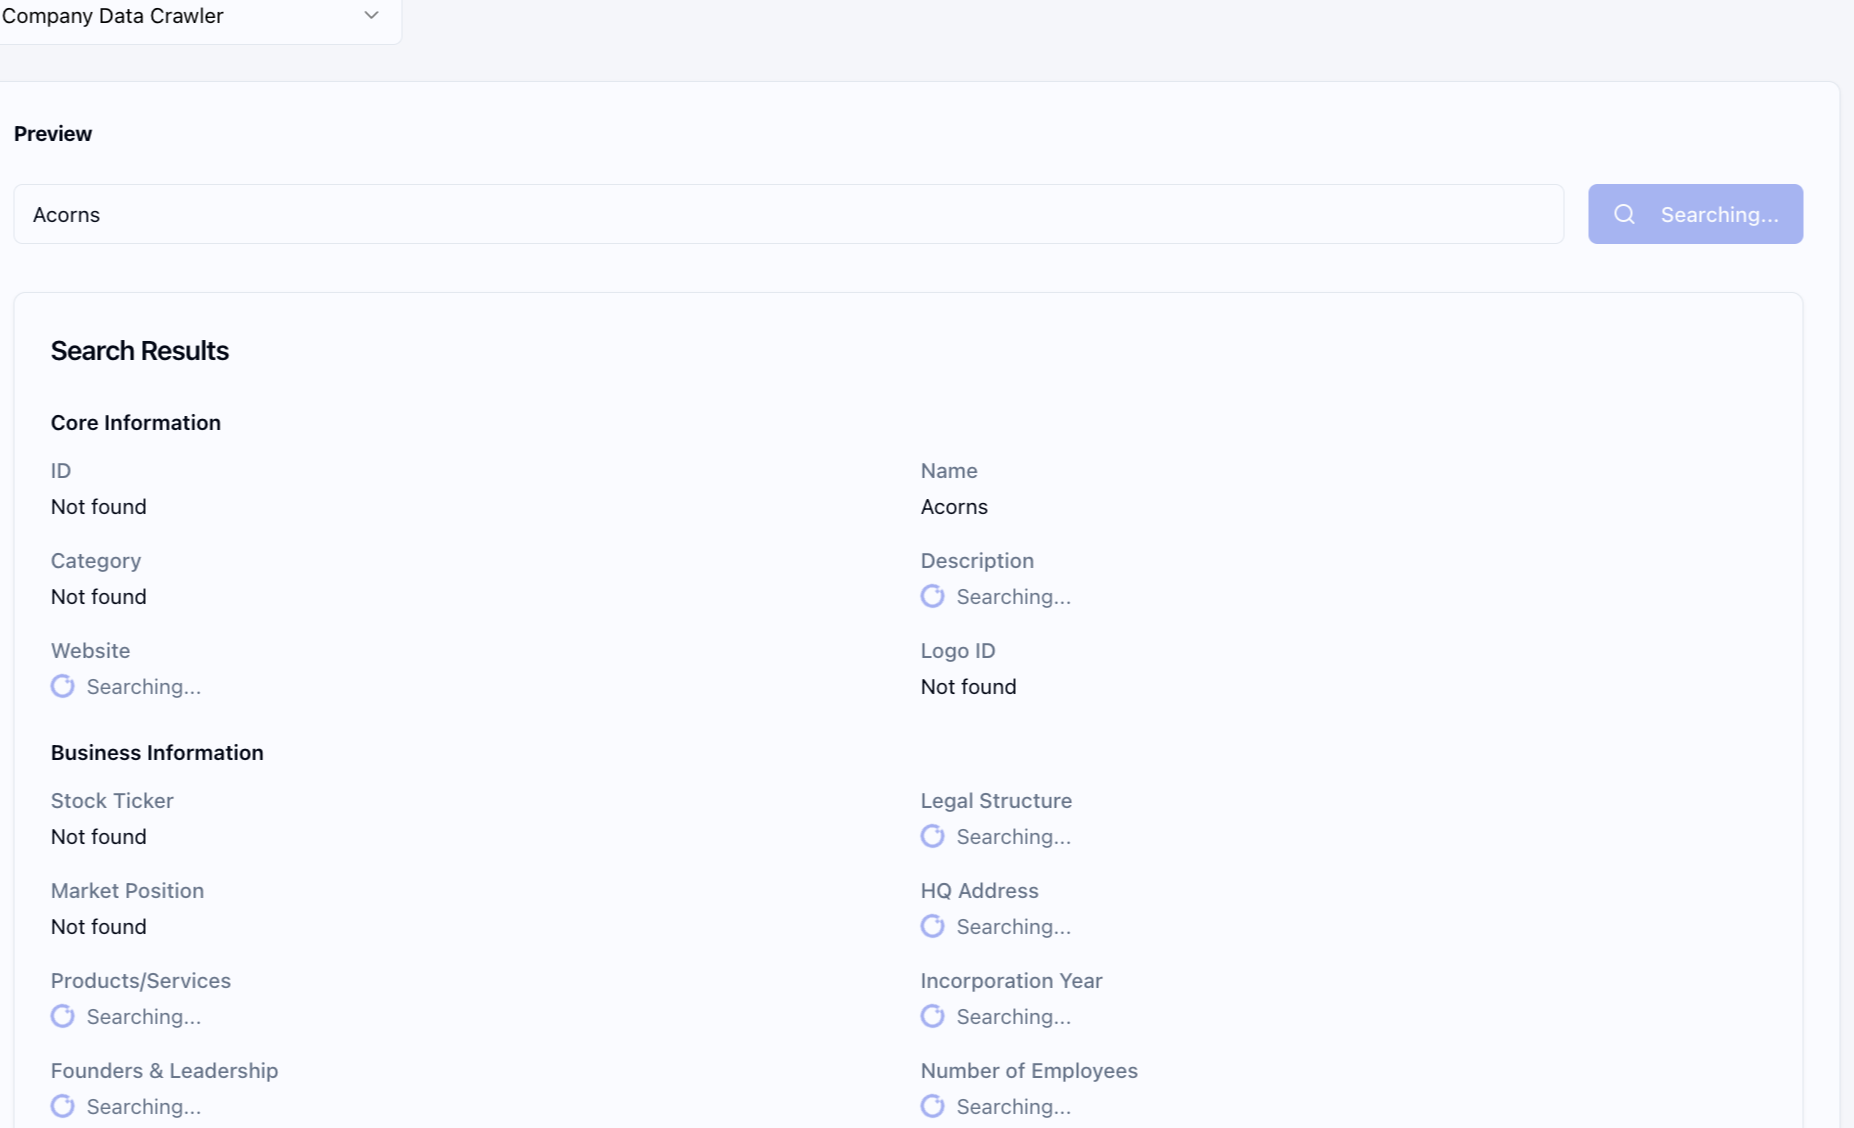 Company Data Crawler
Preview
Acorns
Searching...
Search Results
Core Information
ID
Not found
Name
Acorns
Category
Not found
Description
Searching...
Website
Searching...
Logo ID
Not found
Business Information
Stock Ticker
Not found
Legal Structure
Searching...
Market Position
Not found
HQ Address
Searching...
Products/Services
Searching...
Incorporation Year
Searching...
Founders & Leadership
Searching...
Number of Employees
Searching...